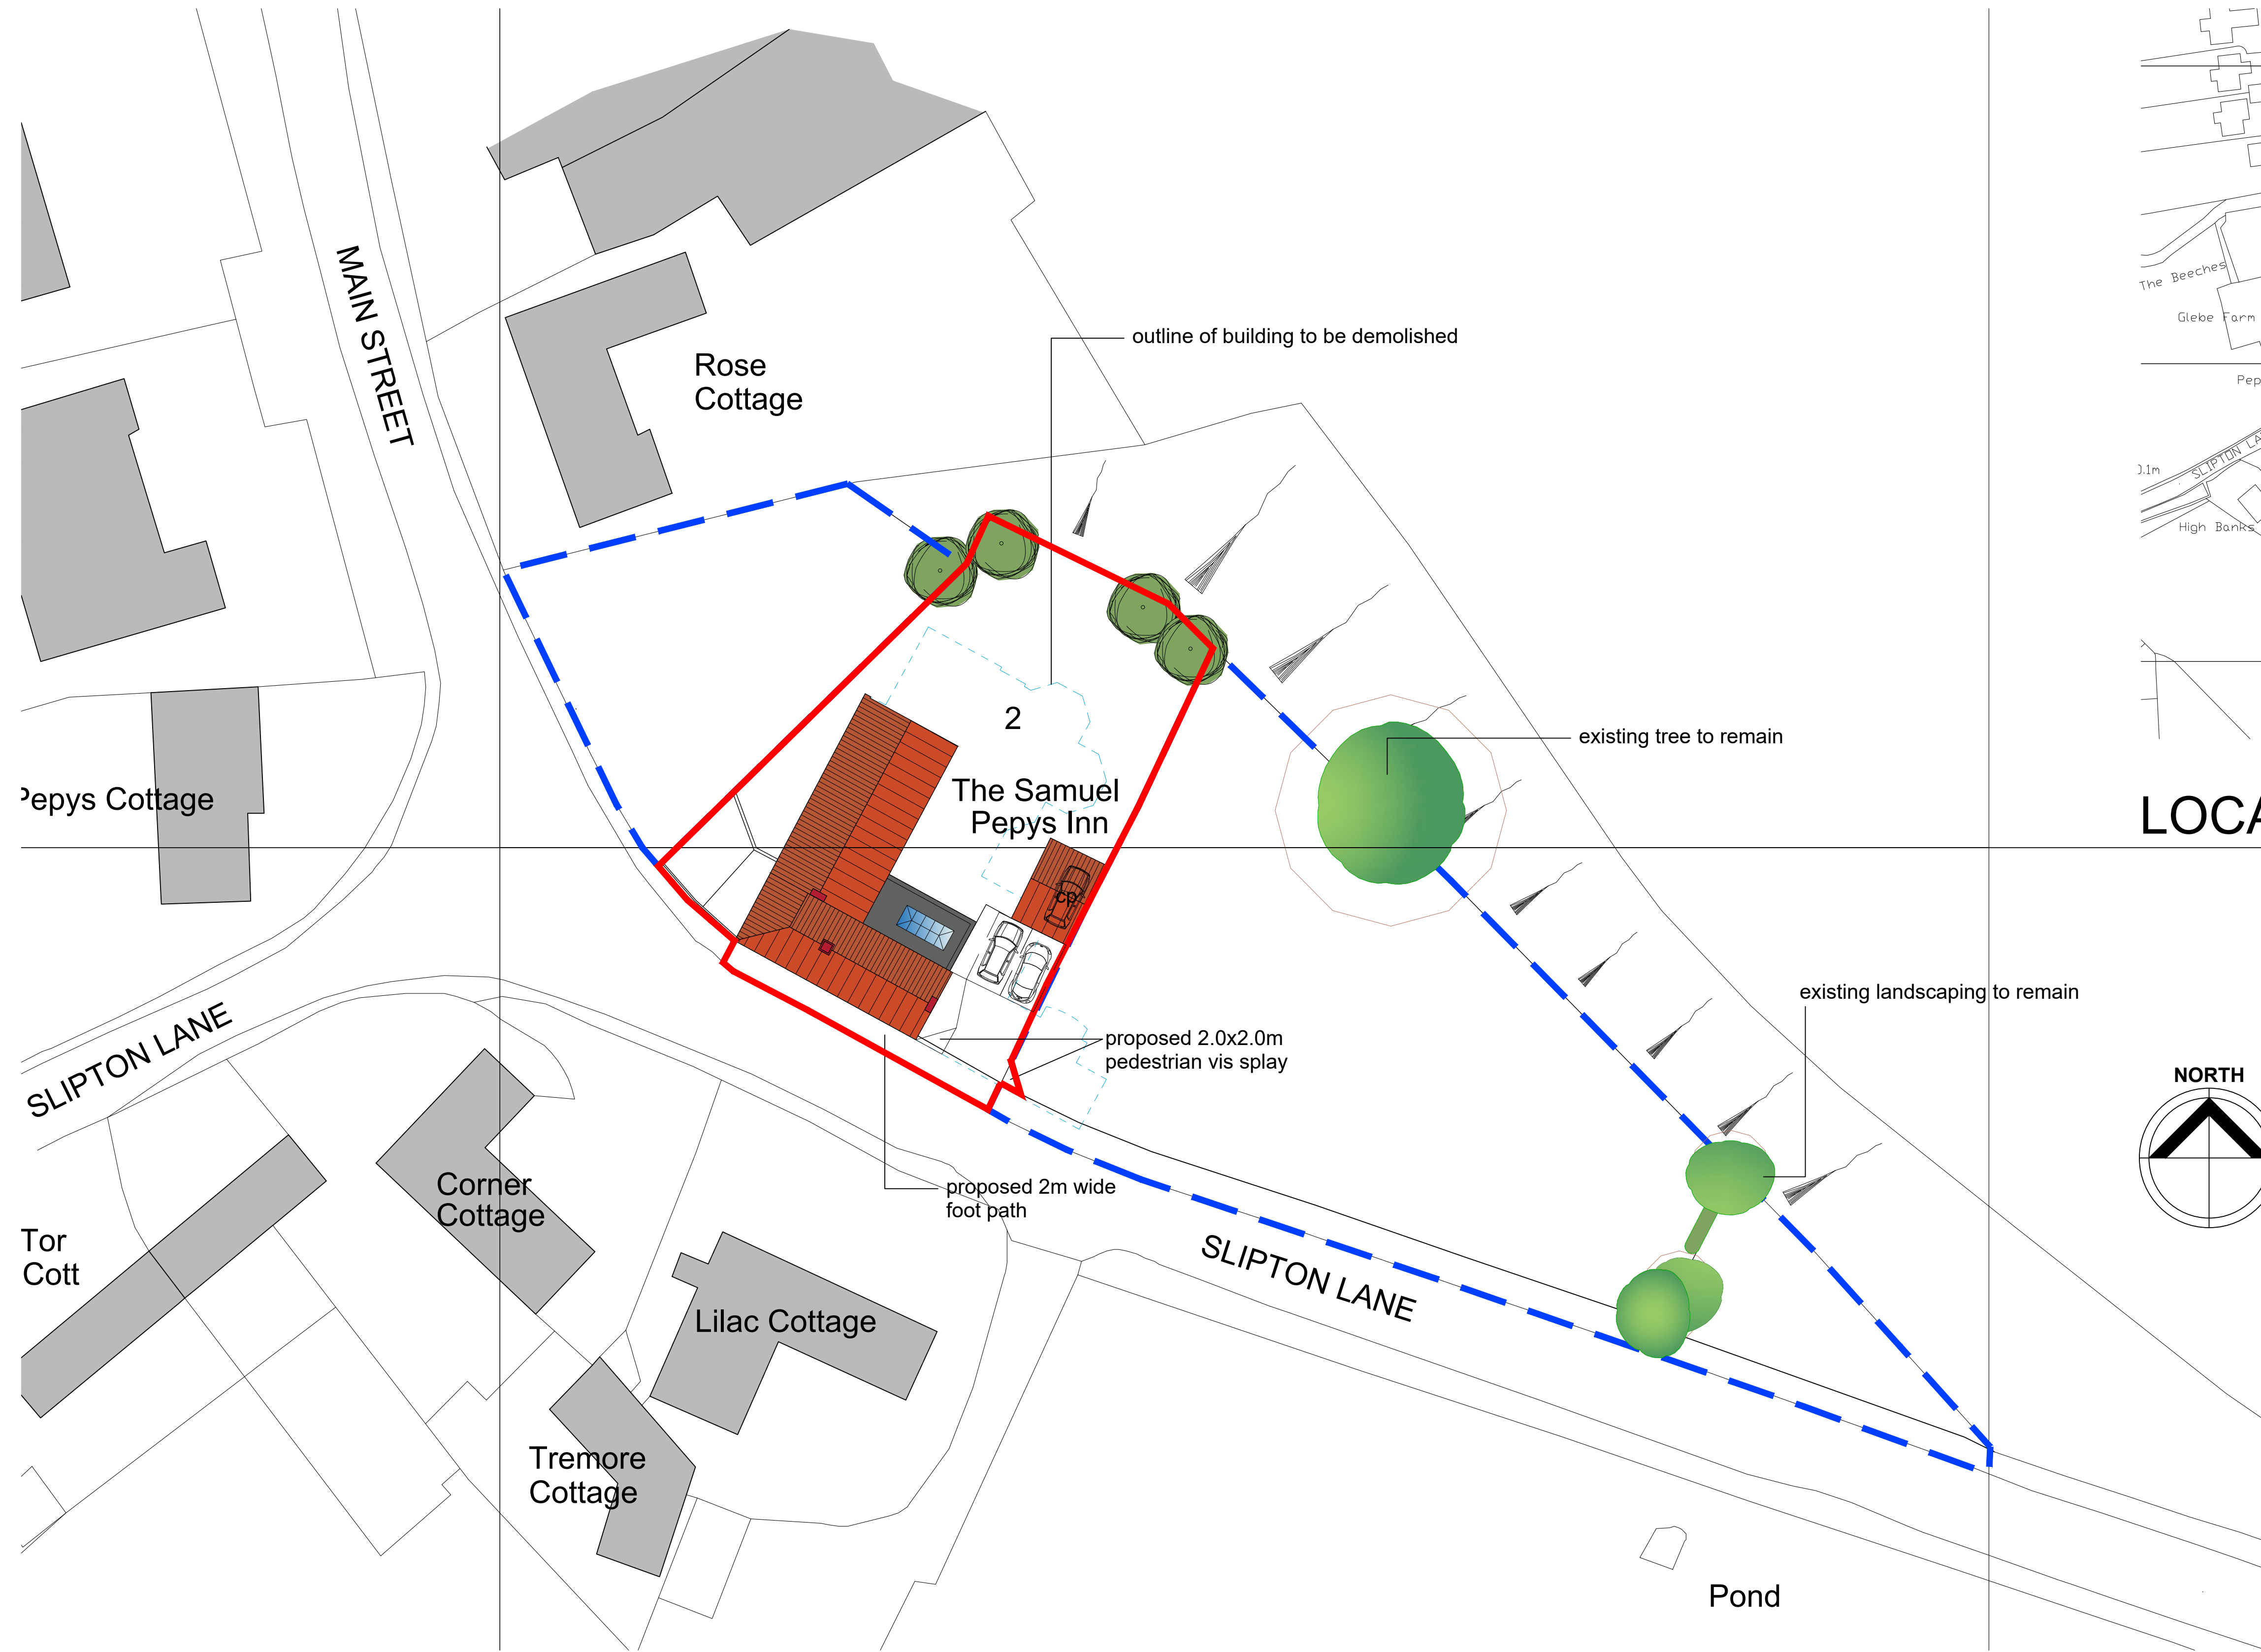 MAIN STREET
Rose
Cottage
outline of building to be demolished
The Beeches
Glebe Farm
SLIPTON
High Banks
2
The Samuel
Pepys Inn
cp
existing tree to remain
Pepys Cottage
existing landscaping to remain
SLIPTON LANE
proposed 2.0x2.0m
pedestrian vis splay
NORTH
proposed 2m wide
foot path
Corner
Cottage
Tor
Cott
SLIPTON LANE
Lilac Cottage
Tremore
Cottage
Pond